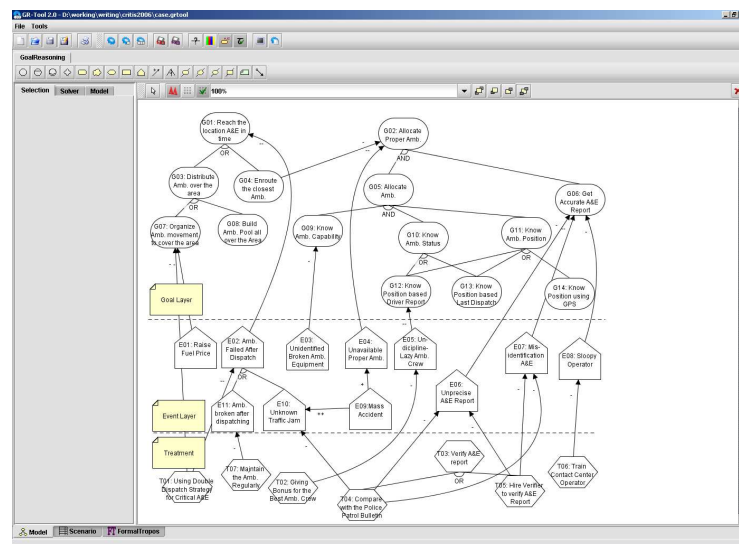 GR-Tool 2.0 - D:\working\writing\critis2006\case.grtool
File Tools
GoalReasoning
Selection Solver Model
100%
G01: Reach the
location A&E in
time
OR
G02: Allocate
Proper Amb.
AND
G03: Distribute
Amb. over the
area
OR
G04: Enroute
the closest
Amb.
G05: Allocate
Amb.
AND
G06: Get
Accurate A&E
Report
G07: Organize
Amb. movement
to cover the area
G08: Build
Amb. Pool all
over the Area
G09: Know
Amb. Capability
G10: Know
Amb. Status
OR
G11: Know
Amb. Position
OR
G12: Know
Position based
Driver Report
G13: Know
Position based
Last Dispatch
G14: Know
Position using
GPS
Goal Layer
E01: Raise
Fuel Price
E02: Amb.
Failed After
Dispatch
OR
E03:
Unidentified
Broken Amb.
Equipment
E04:
Unavailable
Proper Amb.
E05: Un-
dicipline-
Lazy Amb.
Crew
E06:
Unprecise
A&E Report
E07: Mis-
identification
A&E
E08: Sloopy
Operator
Event Layer
E11: Amb.
broken after
dispatching
E10:
Unknown
Traffic Jam
++
+
E09:Mass
Accident
Treatment
T01: Using Double
Dispatch Strategy
for Critical A&E
T07: Maintain
the Amb.
Regularly
T02: Giving
Bonus for the
Best Amb. Crew
T04: Compare
with the Police
Patrol Bulletin
T03: Verify A&E
report
OR
T05: Hire Verifier
to verify A&E
Report
T06: Train
Contact Center
Operator
Model Scenario FT FormalTropos